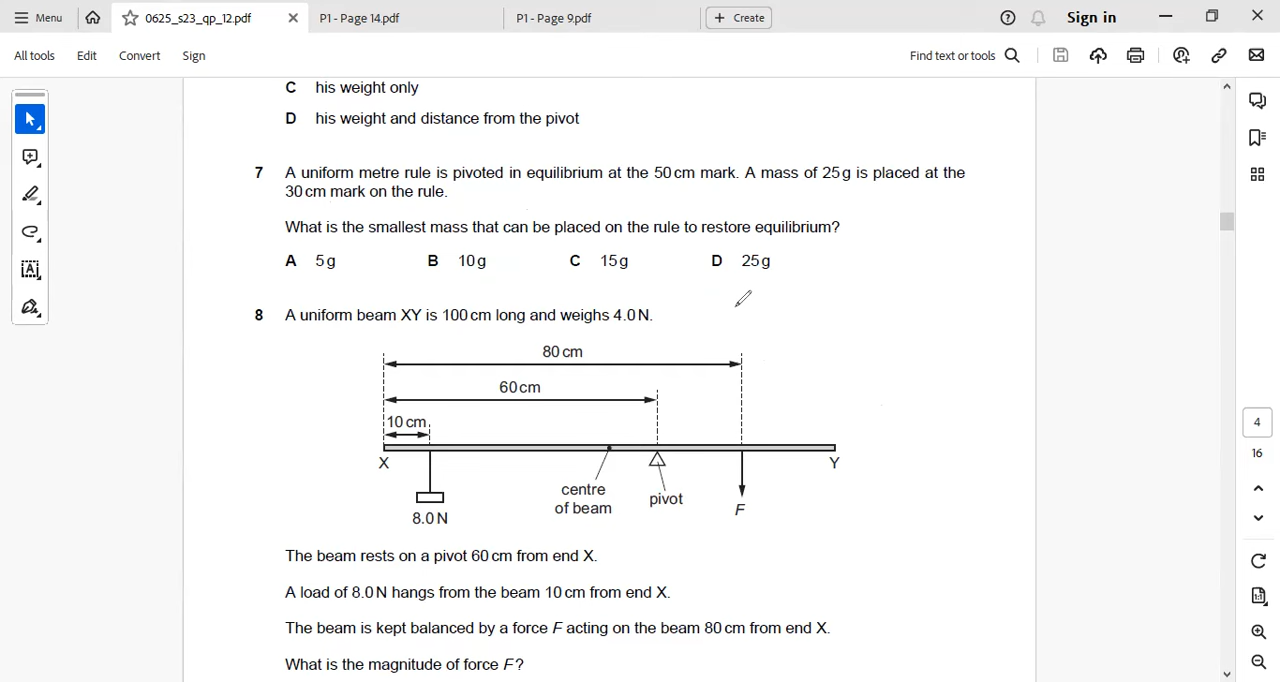 Menu
0625_s23_qp_12.pdf
P1 - Page 14.pdf
P1 - Page 9.pdf
Create
Sign in
All tools
Edit
Convert
Sign
Find text or tools
C his weight only
D his weight and distance from the pivot
7 A uniform metre rule is pivoted in equilibrium at the 50 cm mark. A mass of 25 g is placed at the
30 cm mark on the rule.
What is the smallest mass that can be placed on the rule to restore equilibrium?
A 5 g B 10 g C 15 g D 25 g
8 A uniform beam XY is 100 cm long and weighs 4.0 N.
80 cm
60 cm
10 cm
X Y
centre
of beam
pivot
F
8.0 N
The beam rests on a pivot 60 cm from end X.
A load of 8.0 N hangs from the beam 10 cm from end X.
The beam is kept balanced by a force F acting on the beam 80 cm from end X.
What is the magnitude of force F?
4
16
1:1